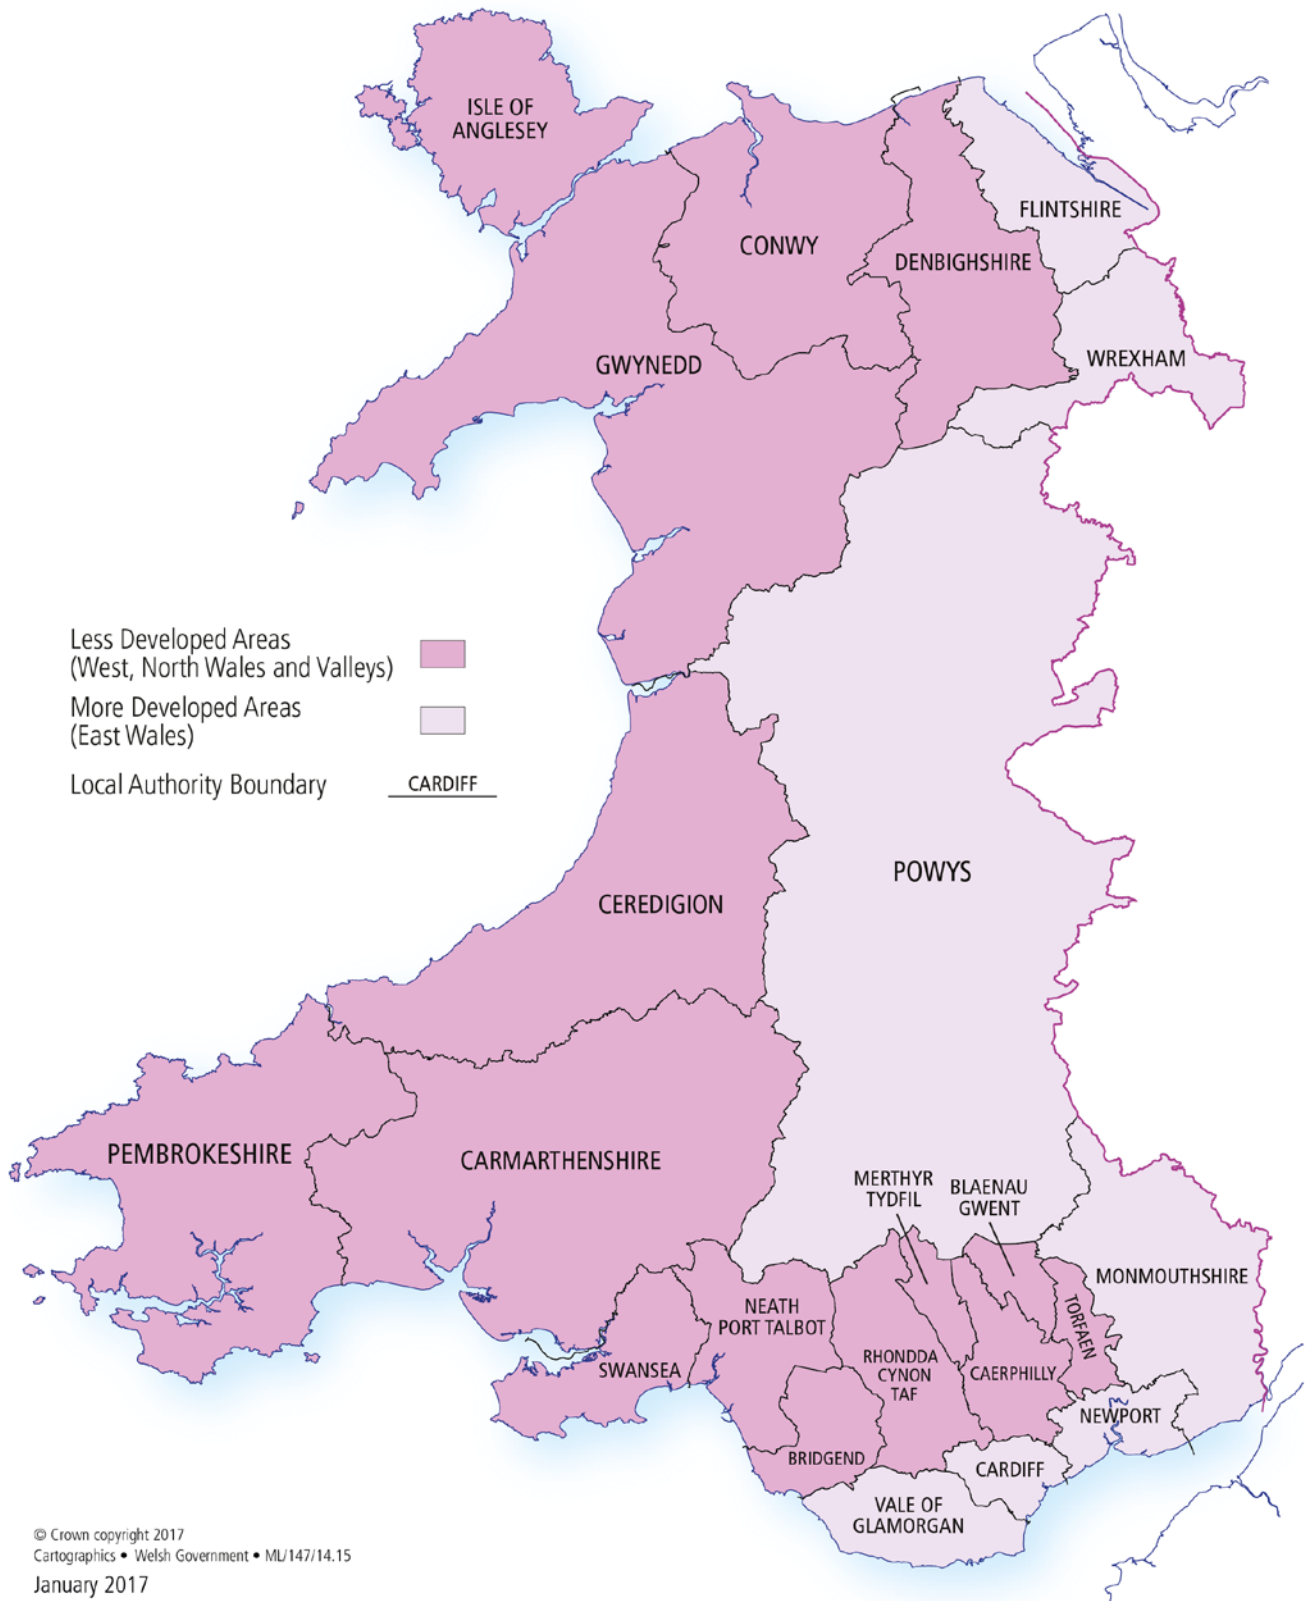 ISLE OF
ANGLESEY
FLINTSHIRE
CONWY
DENBIGHSHIRE
WREXHAM
GWYNEDD
Less Developed Areas
(West, North Wales and Valleys)
More Developed Areas
(East Wales)
Local Authority Boundary CARDIFF
POWYS
CEREDIGION
PEMBROKESHIRE
CARMARTHENSHIRE
MERTHYR
TYDFIL
BLAENAU
GWENT
MONMOUTHSHIRE
NEATH
PORT TALBOT
TORFAEN
SWANSEA
RHONDDA
CYNON
TAF
CAERPHILLY
NEWPORT
BRIDGEND
CARDIFF
VALE OF
GLAMORGAN
© Crown copyright 2017
Cartographics • Welsh Government • ML/147/14.15
January 2017